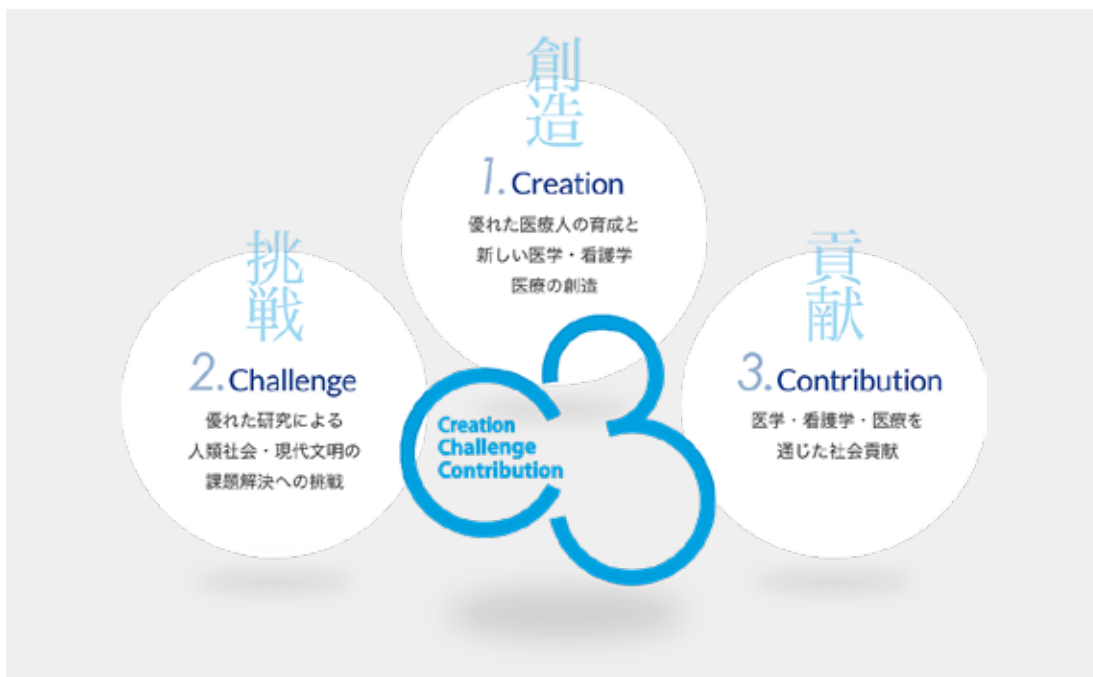 創造
1. Creation
優れた医療人の育成と
新しい医学・看護学
医療の創造
挑戦
2. Challenge
優れた研究による
人類社会・現代文明の
課題解決への挑戦
貢献
3. Contribution
医学・看護学・医療を
通じた社会貢献
C3
Creation
Challenge
Contribution